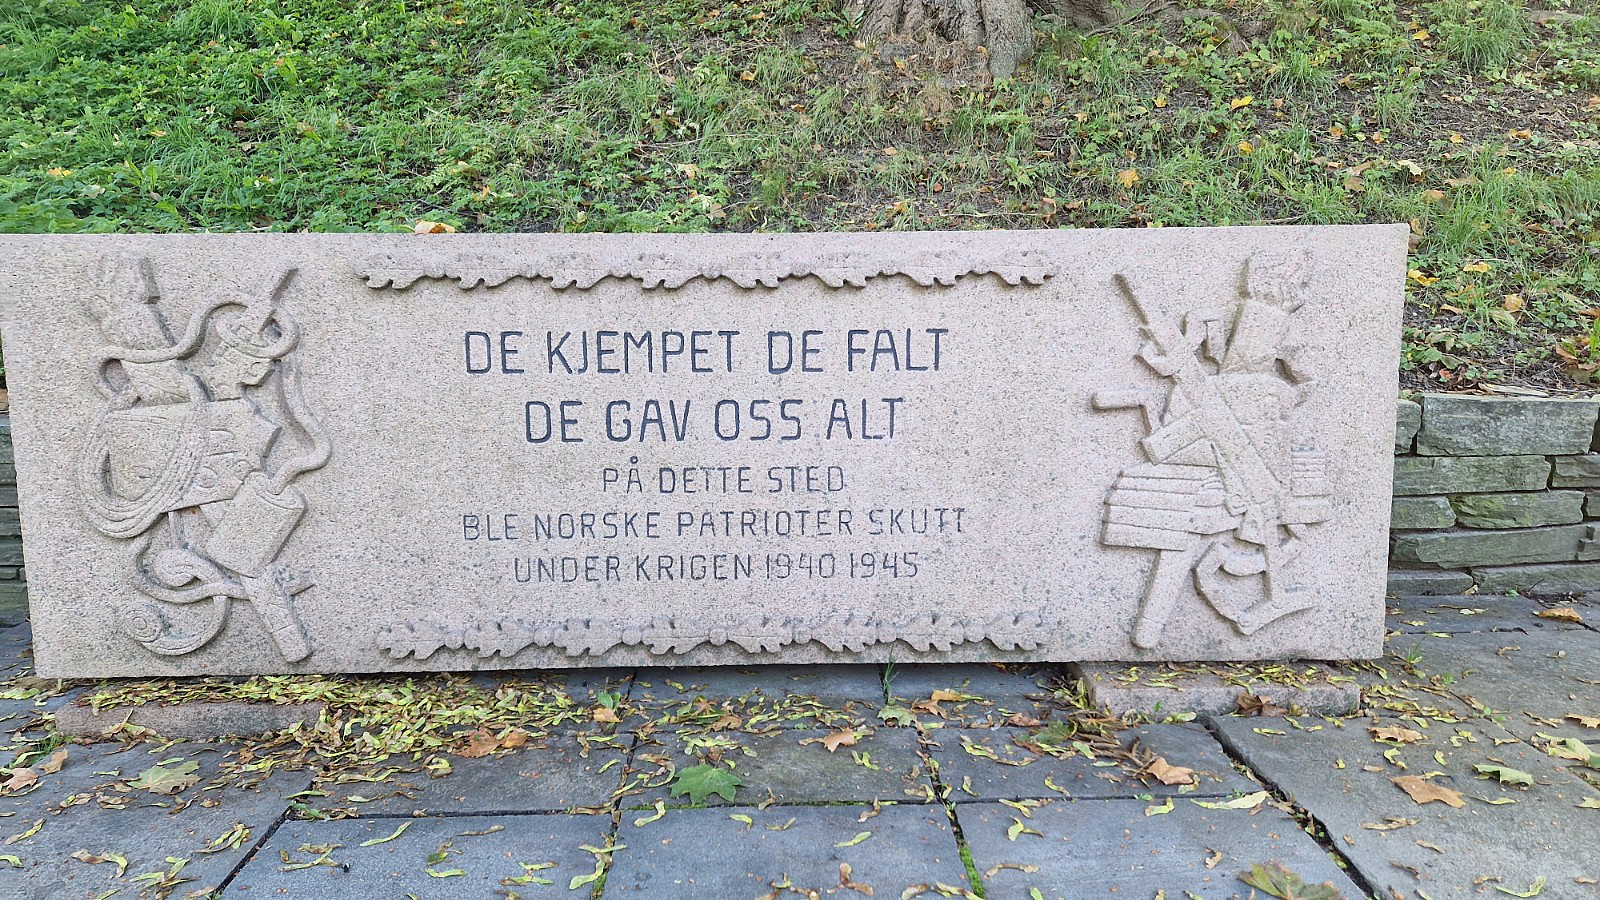 DE KJEMPET DE FALT
DE GAV OSS ALT
PÅ DETTE STED
BLE NORSKE PATRIOTER SKUTT
UNDER KRIGEN 1940 1945